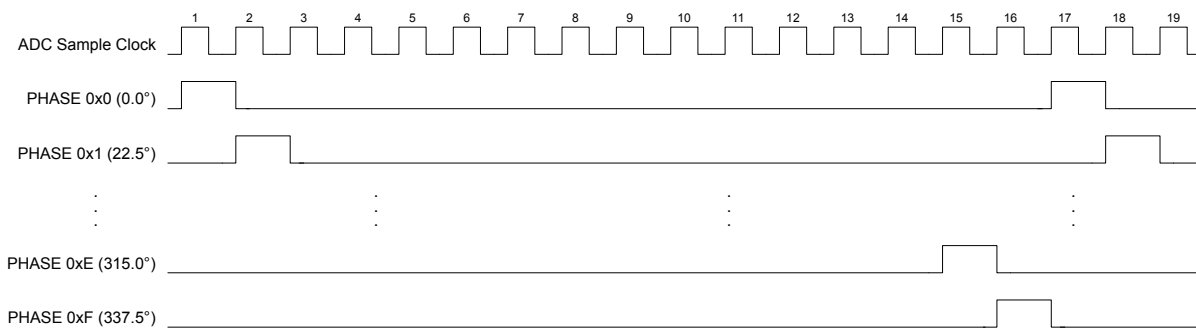 1 2 3 4 5 6 7 8 9 10 11 12 13 14 15 16 17 18 19
ADC Sample Clock
PHASE 0x0 (0.0°)
PHASE 0x1 (22.5°)
PHASE 0xE (315.0°)
PHASE 0xF (337.5°)